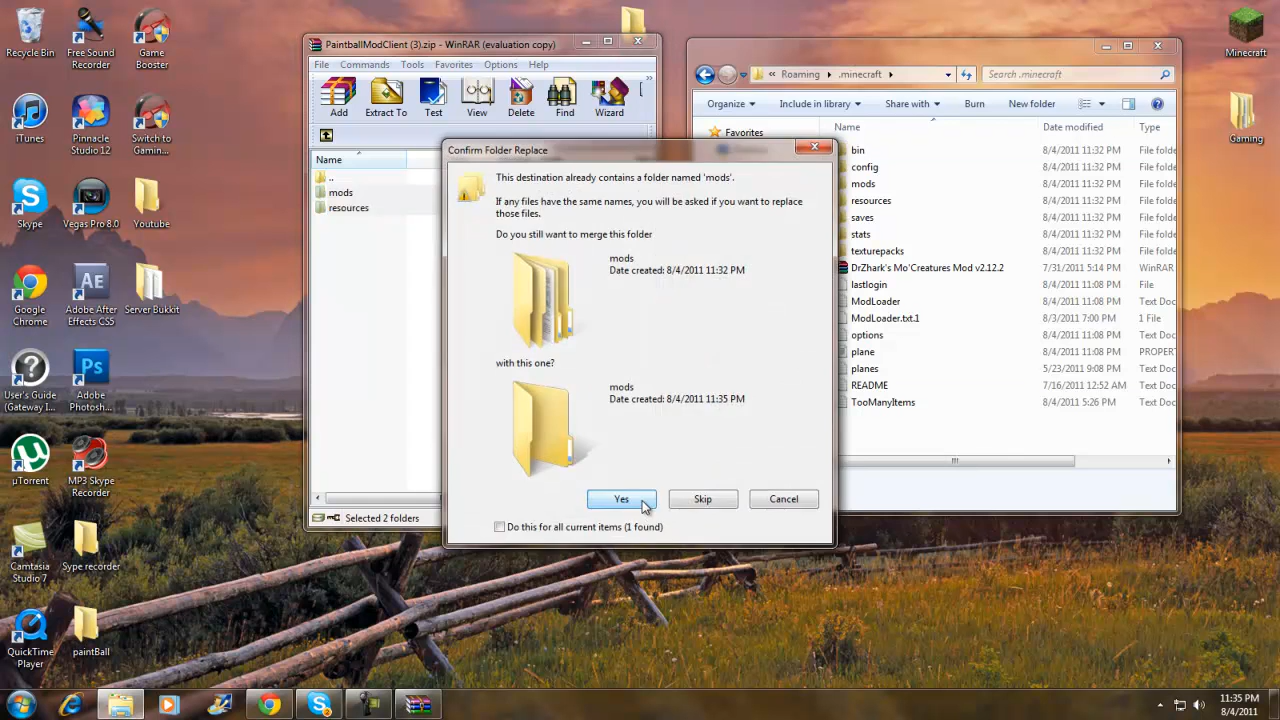 Recycle Bin
Free Sound
Recorder
Game
Booster
iTunes
Pinnacle
Studio 12
Switch to
Gamin...
Skype
Vegas Pro 8.0
Youtube
Google
Chrome
Adobe After
Effects CS5
Server Bukkit
User's Guide
(Gateway I...
Adobe
Photosh...
µTorrent
MP3 Skype
Recorder
Camtasia
Studio 7
Sype recorder
QuickTime
Player
paintBall
Minecraft
Gaming
PaintballModClient (3).zip - WinRAR (evaluation copy)
File Commands Tools Favorites Options Help
Add Extract To Test View Delete Find Wizard
Name
..
mods
resources
Selected 2 folders
Confirm Folder Replace
This destination already contains a folder named 'mods'.
If any files have the same names, you will be asked if you want to replace
those files.
Do you still want to merge this folder
mods
Date created: 8/4/2011 11:32 PM
with this one?
mods
Date created: 8/4/2011 11:35 PM
Yes Skip Cancel
Do this for all current items (1 found)
« Roaming ▸ .minecraft ▸ Search .minecraft
Organize Include in library Share with Burn New folder
Favorites
Name Date modified Type
bin 8/4/2011 11:32 PM File folde
config 8/4/2011 11:32 PM File folde
mods 8/4/2011 11:32 PM File folde
resources 8/4/2011 11:32 PM File folde
saves 8/4/2011 11:32 PM File folde
stats 8/4/2011 11:32 PM File folde
texturepacks 8/4/2011 11:32 PM File folde
DrZhark's Mo'Creatures Mod v2.12.2 7/31/2011 5:14 PM WinRAR
lastlogin 8/4/2011 11:08 PM File
ModLoader 8/4/2011 11:08 PM Text Doc
ModLoader.txt.1 8/3/2011 7:00 PM 1 File
options 8/4/2011 11:08 PM Text Doc
plane 8/4/2011 11:08 PM PROPERT
planes 5/23/2011 9:08 PM Text Doc
README 7/16/2011 12:52 AM Text Doc
TooManyItems 8/4/2011 5:26 PM Text Doc
11:35 PM
8/4/2011